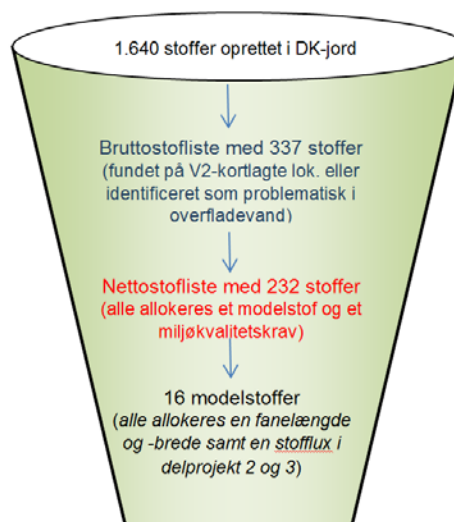 1.640 stoffer oprettet i DK-jord
Bruttostofliste med 337 stoffer
(fundet på V2-kortlagte lok. eller
identificeret som problematisk i
overfladevand)
Nettostofliste med 232 stoffer
(alle allokeres et modelstof og et
miljøkvalitetskrav)
16 modelstoffer
(alle allokeres en fanelængde
og -brede samt en stofflux i
delprojekt 2 og 3)